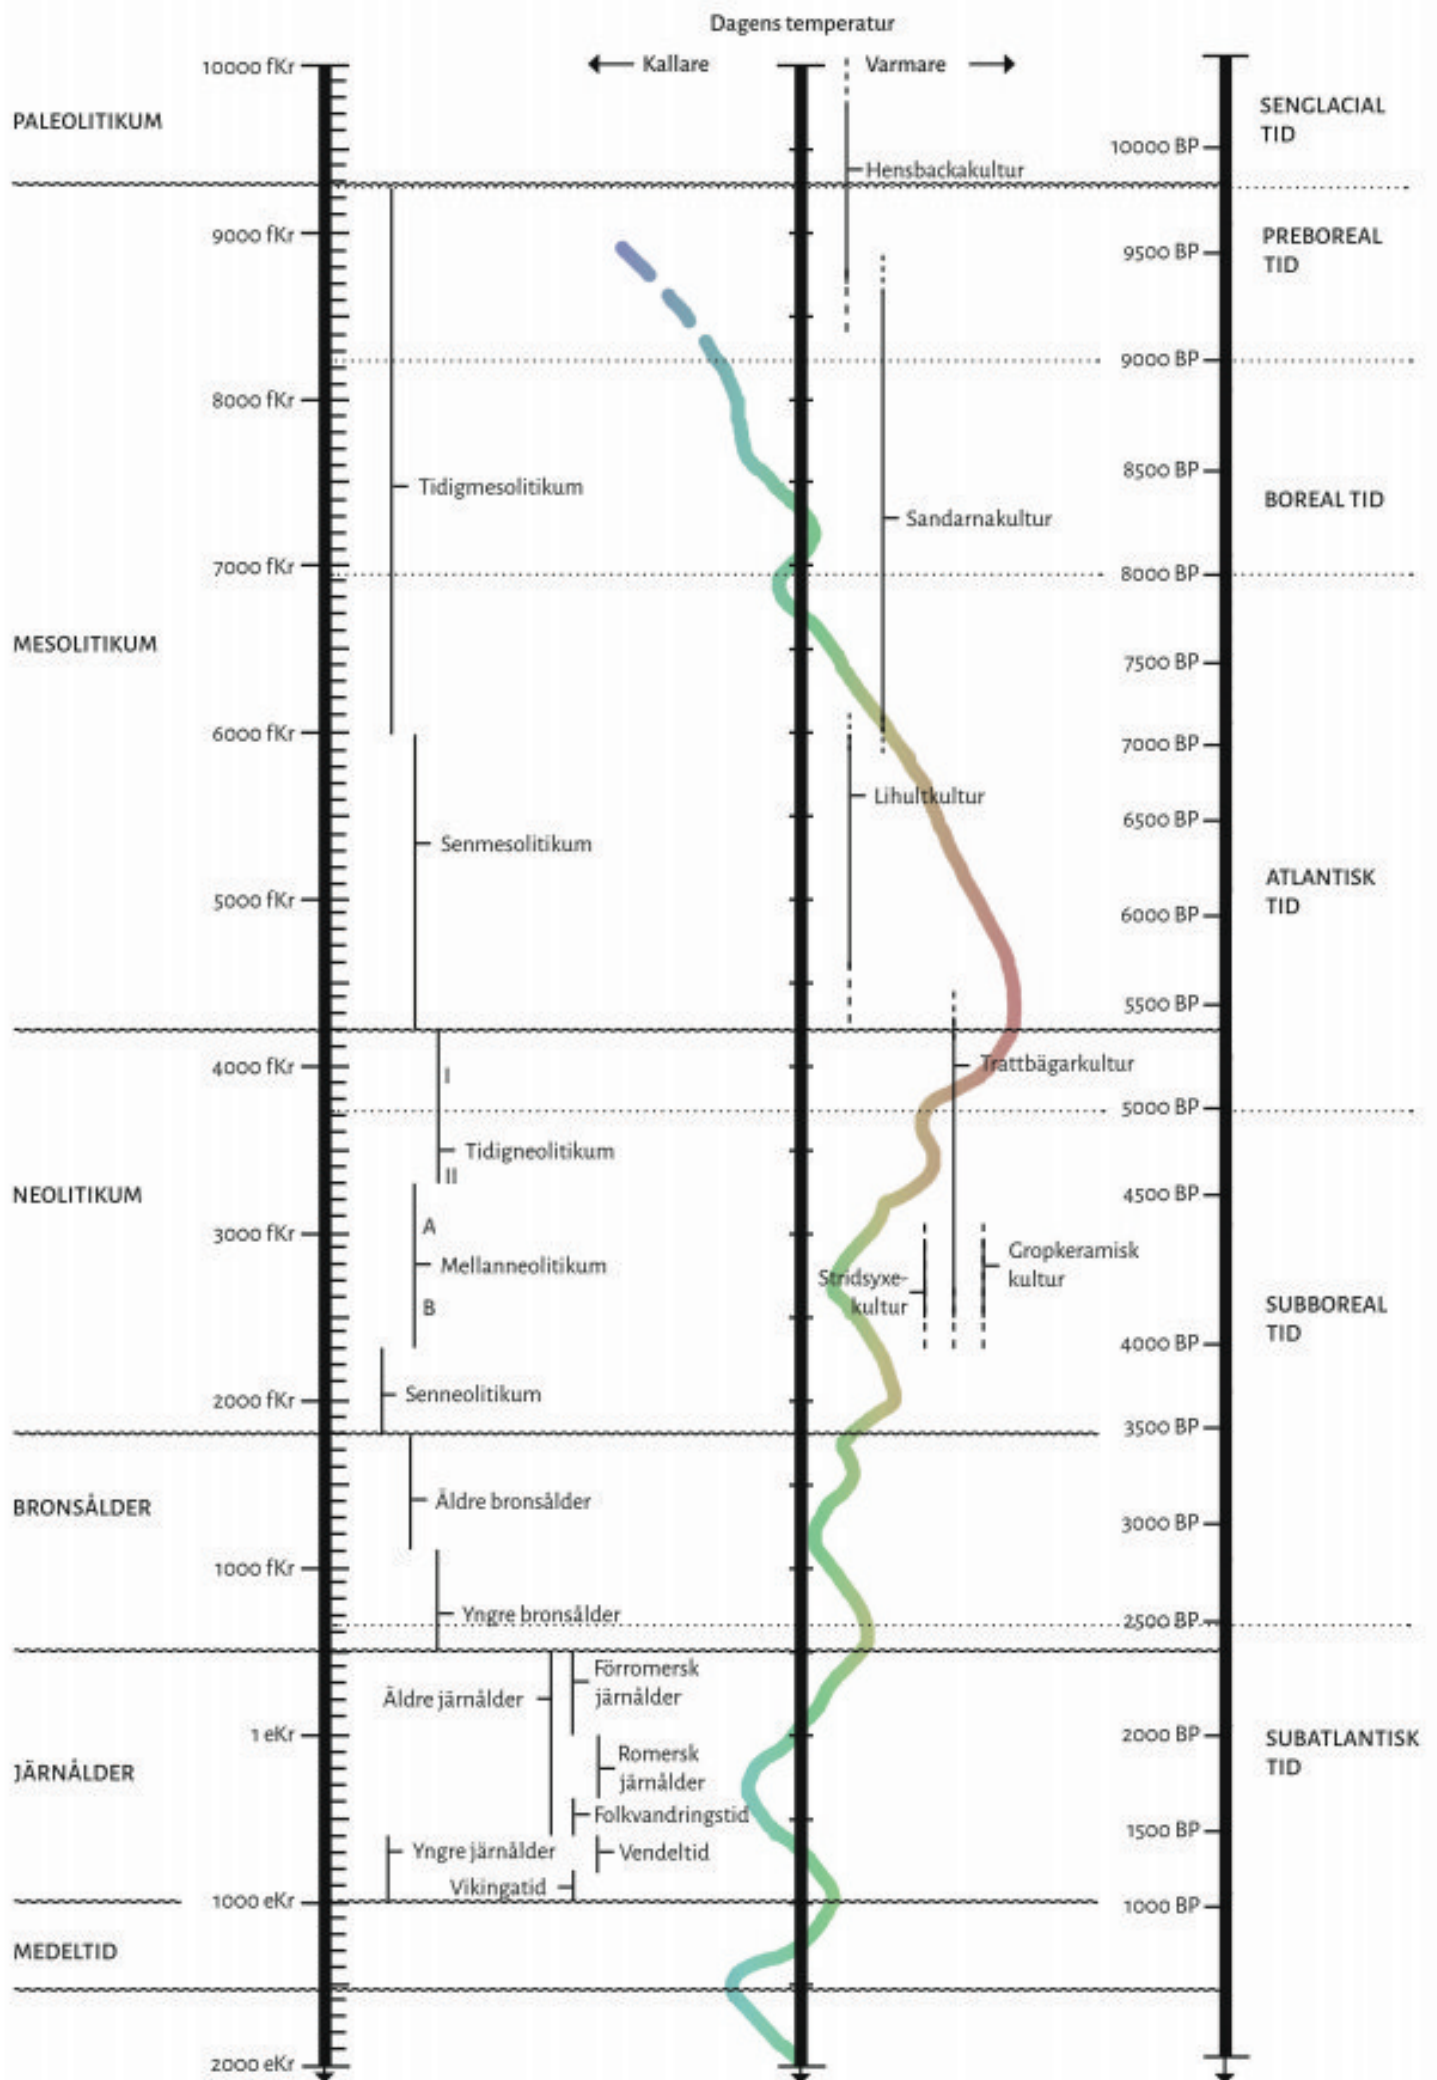 Dagens temperatur
Kallare
Varmare
10000 fKr
PALEOLITIKUM
SENGLACIAL
TID
10000 BP
Hensbackakultur
9000 fKr
PREBOREAL
TID
9500 BP
9000 BP
8000 fKr
8500 BP
Tidigmesolitikum
BOREAL TID
Sandarnakultur
7000 fKr
8000 BP
MESOLITIKUM
7500 BP
6000 fKr
7000 BP
Lihultkultur
6500 BP
Senmesolitikum
ATLANTISK
TID
5000 fKr
6000 BP
5500 BP
4000 fKr
I
Trattbägarkultur
5000 BP
Tidigneolitikum
II
NEOLITIKUM
4500 BP
A
3000 fKr
Mellanneolitikum
Gropkeramisk
kultur
Stridsyxe-
kultur
B
SUBBOREAL
TID
4000 BP
Senneolitikum
2000 fKr
3500 BP
BRONSÅLDER
Äldre bronsålder
3000 BP
1000 fKr
Yngre bronsålder
2500 BP
Förromersk
järnålder
Äldre järnålder
1 eKr
2000 BP
SUBATLANTISK
TID
Romersk
järnålder
JÄRNÅLDER
Folkvandringstid
1500 BP
Yngre järnålder
Vendeltid
Vikingatid
1000 eKr
1000 BP
MEDELTID
2000 eKr